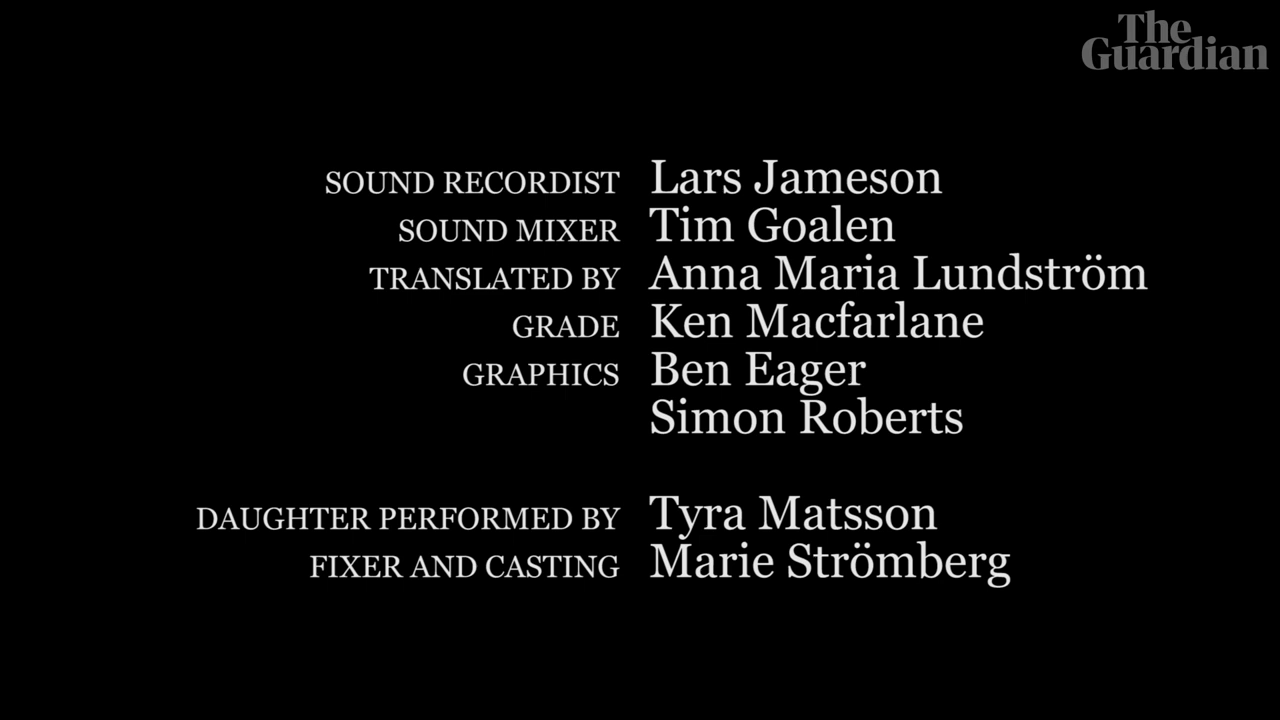 The
Guardian
SOUND RECORDIST Lars Jameson
SOUND MIXER Tim Goalen
TRANSLATED BY Anna Maria Lundström
GRADE Ken Macfarlane
GRAPHICS Ben Eager
Simon Roberts
DAUGHTER PERFORMED BY Tyra Matsson
FIXER AND CASTING Marie Strömberg